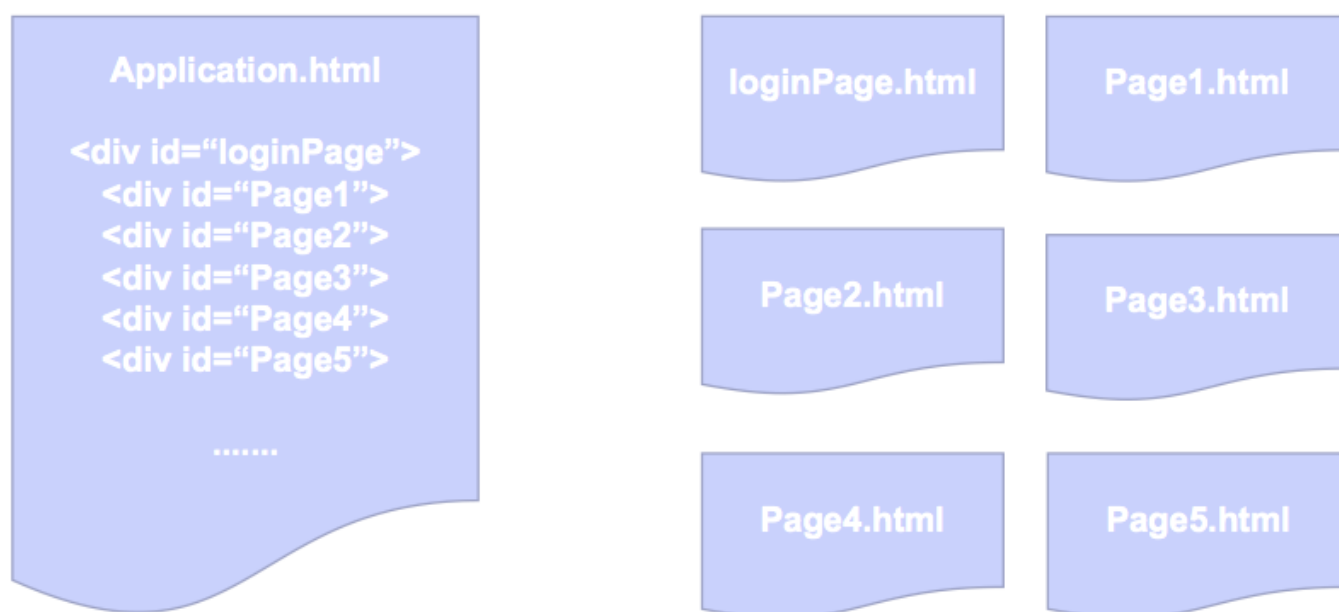 Application.html
<div id=“loginPage”>
<div id=“Page1”>
<div id=“Page2”>
<div id=“Page3”>
<div id=“Page4”>
<div id=“Page5”>
.......
loginPage.html
Page1.html
Page2.html
Page3.html
Page4.html
Page5.html